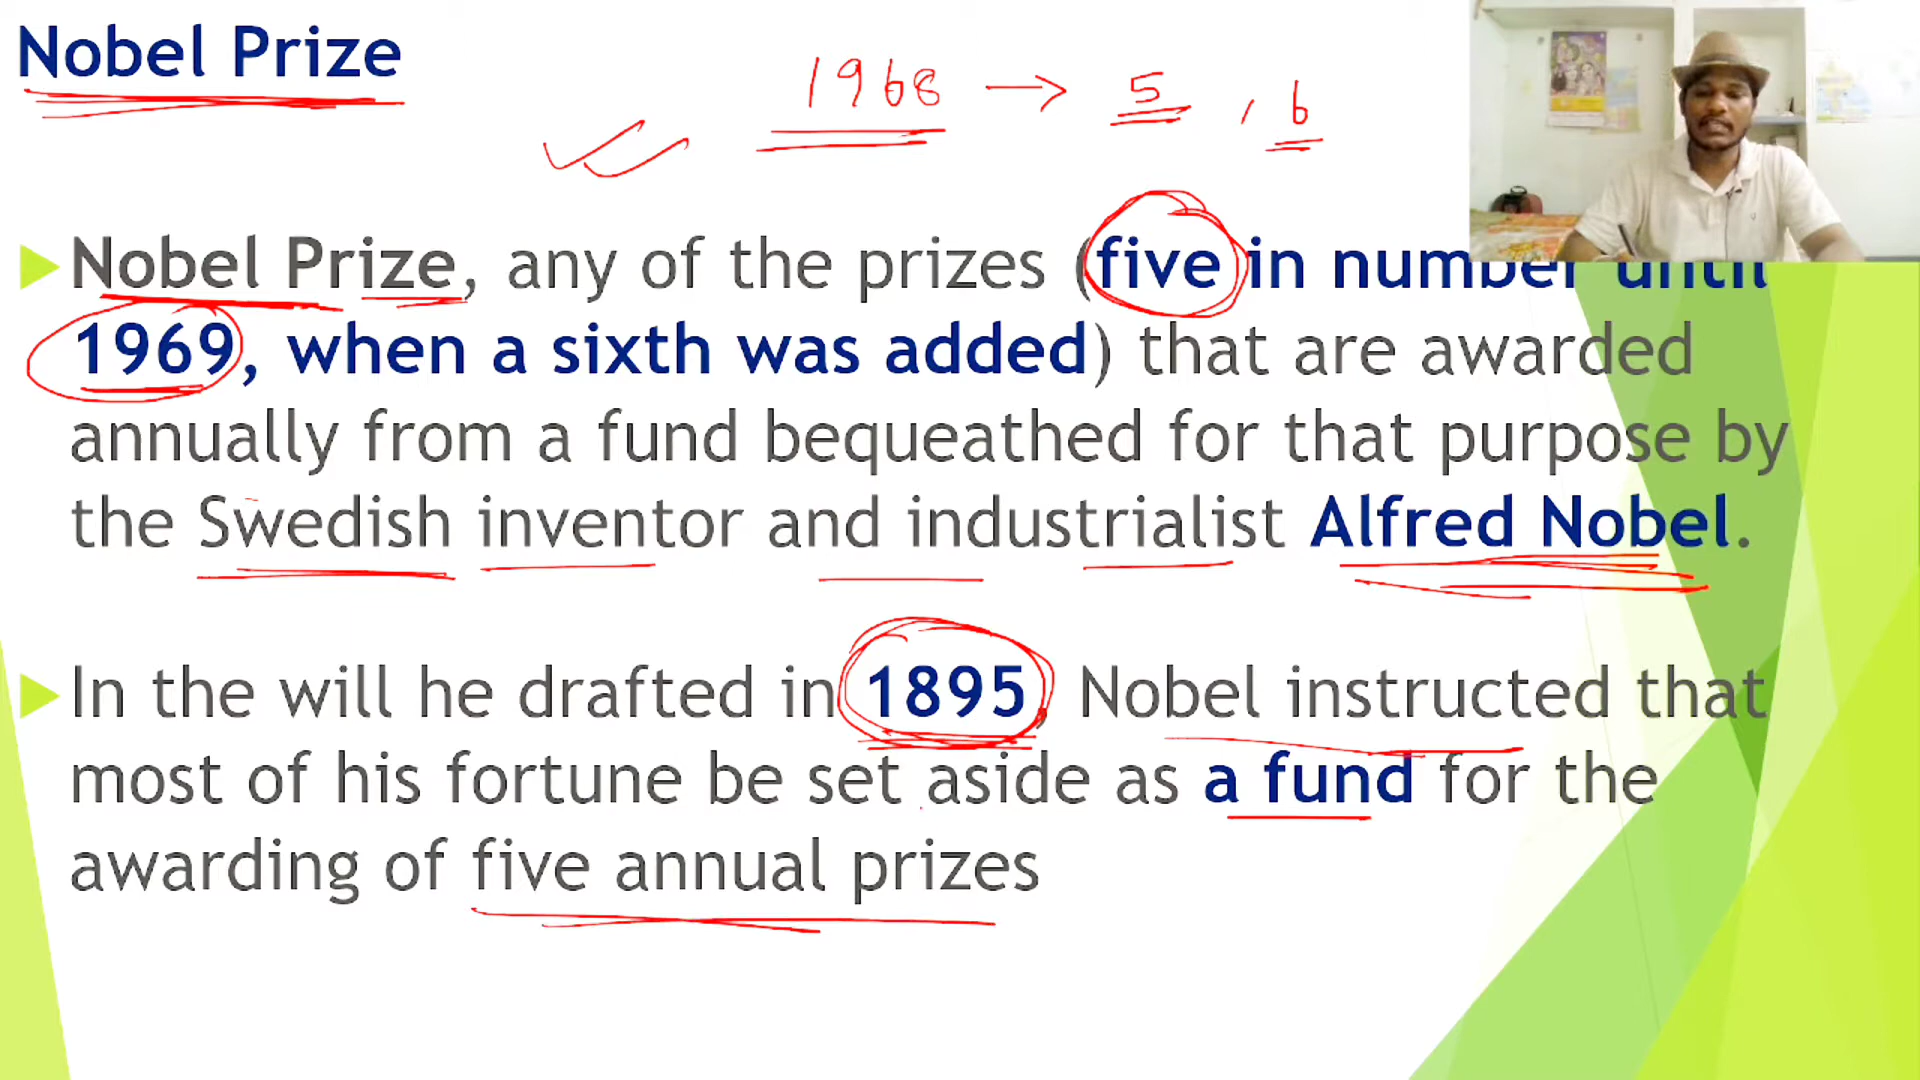 Nobel Prize
1968 → 5 , 6
Nobel Prize, any of the prizes (five in number until
1969, when a sixth was added) that are awarded
annually from a fund bequeathed for that purpose by
the Swedish inventor and industrialist Alfred Nobel.
In the will he drafted in 1895, Nobel instructed that
most of his fortune be set aside as a fund for the
awarding of five annual prizes